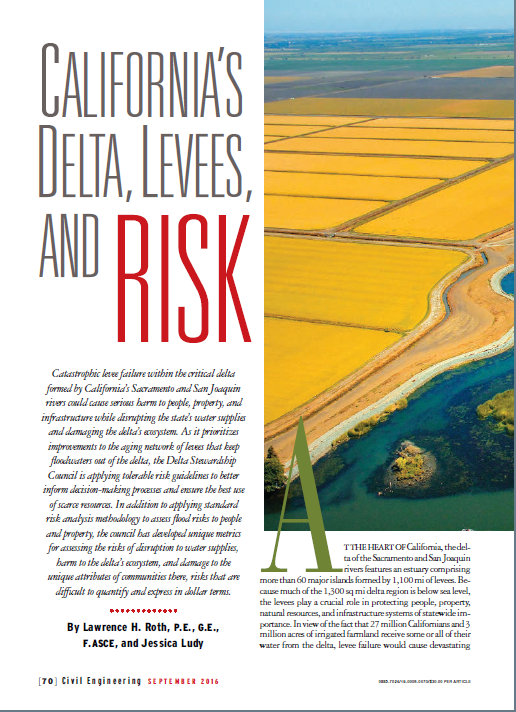 CALIFORNIA'S
DELTA, LEVEES,
AND RISK
Catastrophic levee failure within the critical delta
formed by California's Sacramento and San Joaquin
rivers could cause serious harm to people, property, and
infrastructure while disrupting the state's water supplies
and damaging the delta's ecosystem. As it prioritizes
improvements to the aging network of levees that keep
floodwaters out of the delta, the Delta Stewardship
Council is applying tolerable risk guidelines to better
inform decision-making processes and ensure the best use
of scarce resources. In addition to applying standard
risk analysis methodology to assess flood risks to people
and property, the council has developed unique metrics
for assessing the risks of disruption to water supplies,
harm to the delta's ecosystem, and damage to the
unique attributes of communities there, risks that are
difficult to quantify and express in dollar terms.
By Lawrence H. Roth, P.E., G.E.,
F.ASCE, and Jessica Ludy
AT THE HEART OF California, the del-
ta of the Sacramento and San Joaquin
rivers features an estuary comprising
more than 60 major islands formed by 1,100 mi of levees. Be-
cause much of the 1,300 sq mi delta region is below sea level,
the levees play a crucial role in protecting people, property,
natural resources, and infrastructure systems of statewide im-
portance. In view of the fact that 27 million Californians and 3
million acres of irrigated farmland receive some or all of their
water from the delta, levee failure would cause devastating
[70] Civil Engineering SEPTEMBER 2016
PER ARTICLE